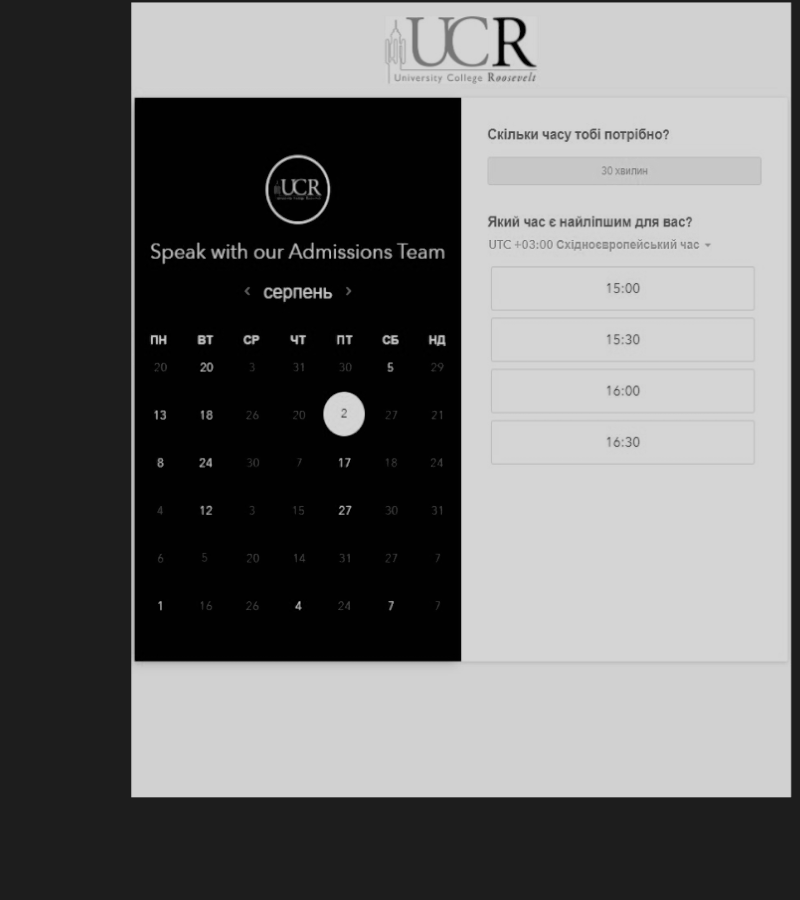 UCR
University College Roosevelt
UCR
Speak with our Admissions Team
серпень
ПН ВТ СР ЧТ ПТ СБ НД
20 20 3 31 30 5 29
13 18 26 20 2 27 21
8 24 30 7 17 18 24
4 12 3 15 27 30 31
6 5 20 14 31 27 7
1 16 26 4 24 7 7
Скільки часу тобі потрібно?
30 хвилин
Який час є найліпшим для вас?
UTC +03:00 Східноєвропейський час
15:00
15:30
16:00
16:30